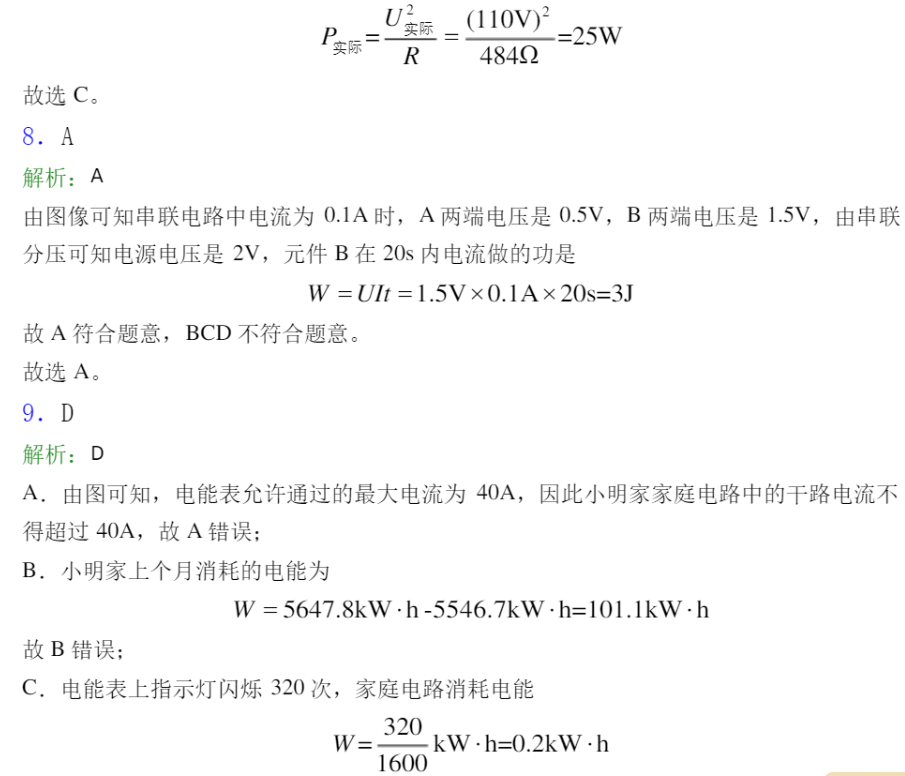 P实际=U²实际/R=(110V)²/484Ω=25W
故选 C。
8. A
解析：A
由图像可知串联电路中电流为 0.1A 时，A 两端电压是 0.5V，B 两端电压是 1.5V，由串联
分压可知电源电压是 2V，元件 B 在 20s 内电流做的功是
W =UIt =1.5V×0.1A×20s=3J
故 A 符合题意，BCD 不符合题意。
故选 A。
9. D
解析：D
A．由图可知，电能表允许通过的最大电流为 40A，因此小明家家庭电路中的干路电流不
得超过 40A，故 A 错误；
B．小明家上个月消耗的电能为
W =5647.8kW·h-5546.7kW·h=101.1kW·h
故 B 错误；
C．电能表上指示灯闪烁 320 次，家庭电路消耗电能
W=320/1600 kW·h=0.2kW·h